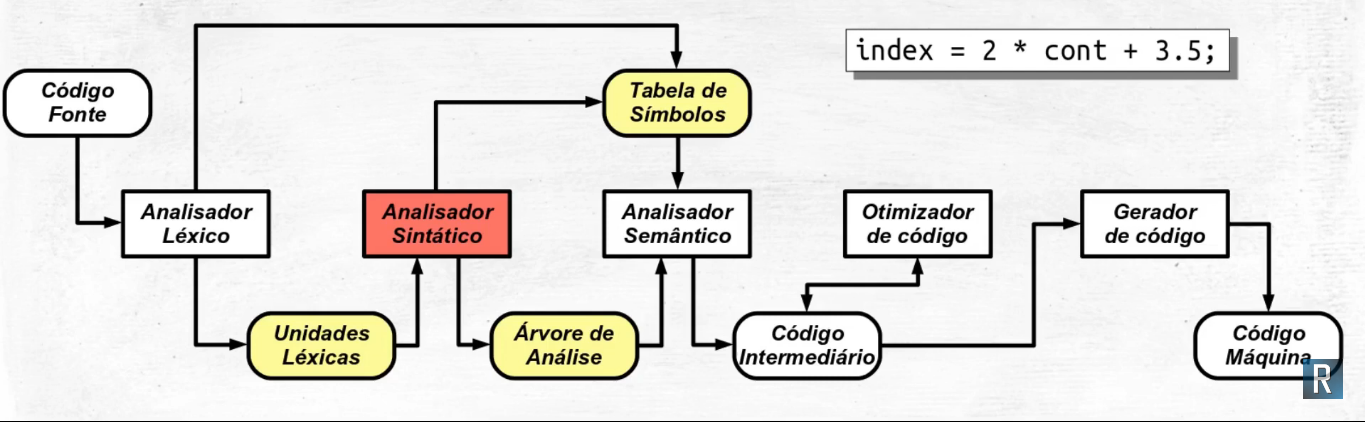 index = 2 * cont + 3.5;
Código
Fonte
Tabela de
Símbolos
Analisador
Léxico
Analisador
Sintático
Analisador
Semântico
Otimizador
de código
Gerador
de código
Unidades
Léxicas
Árvore de
Análise
Código
Intermediário
Código
Máquina
R